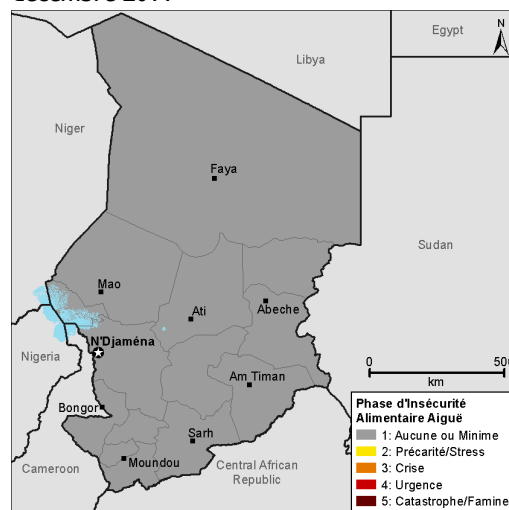 Egypt
N
Libya
Niger
Faya
Sudan
Mao
Ati
Abeche
N'Djaména
Nigeria
Am Timan
0 500
km
Bongor
Sarh
Moundou
Cameroon
Central African
Republic
Phase d'Insécurité
Alimentaire Aiguë
1: Aucune ou Minime
2: Précarité/Stress
3: Crise
4: Urgence
5: Catastrophe/Famine